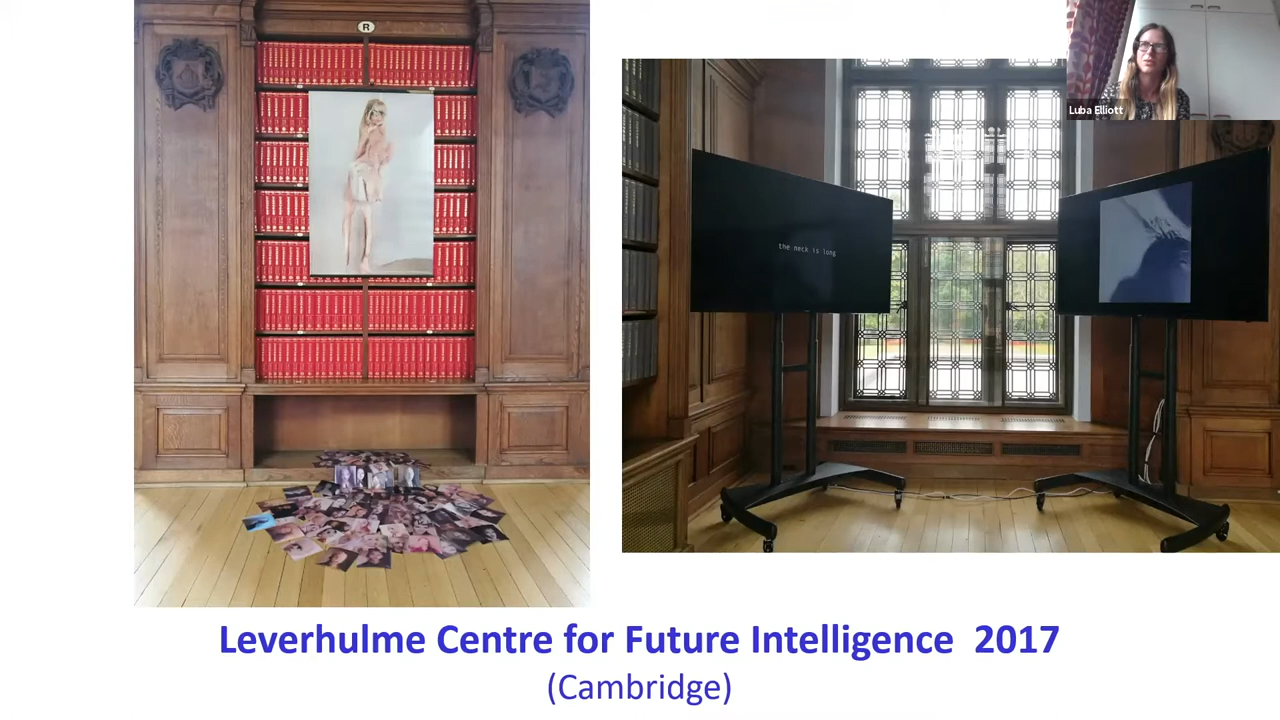 R
the neck is long
Luba Elliott
Leverhulme Centre for Future Intelligence 2017
(Cambridge)